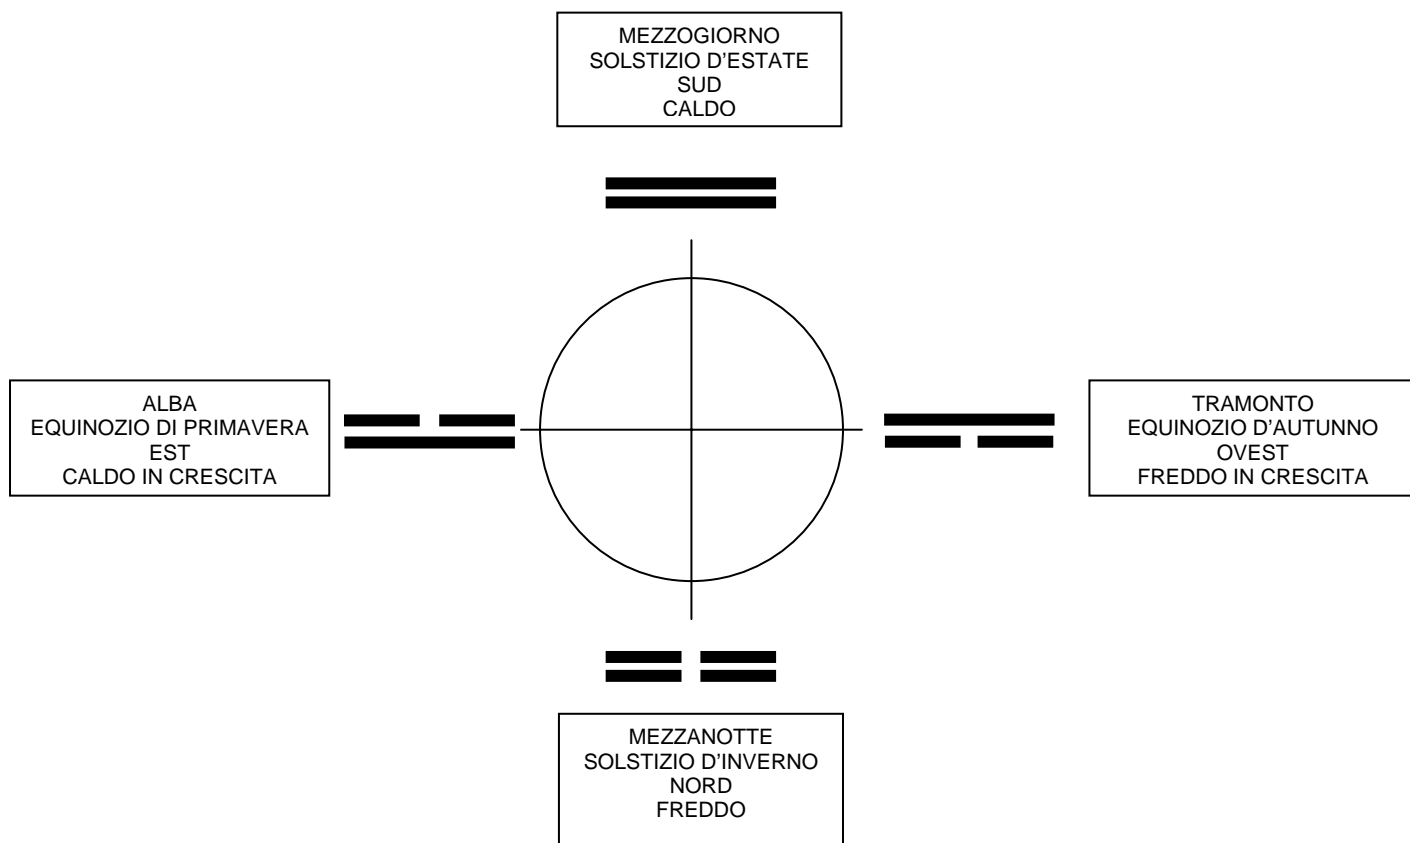 MEZZOGIORNO
SOLSTIZIO D'ESTATE
SUD
CALDO
ALBA
EQUINOZIO DI PRIMAVERA
EST
CALDO IN CRESCITA
TRAMONTO
EQUINOZIO D'AUTUNNO
OVEST
FREDDO IN CRESCITA
MEZZANOTTE
SOLSTIZIO D'INVERNO
NORD
FREDDO